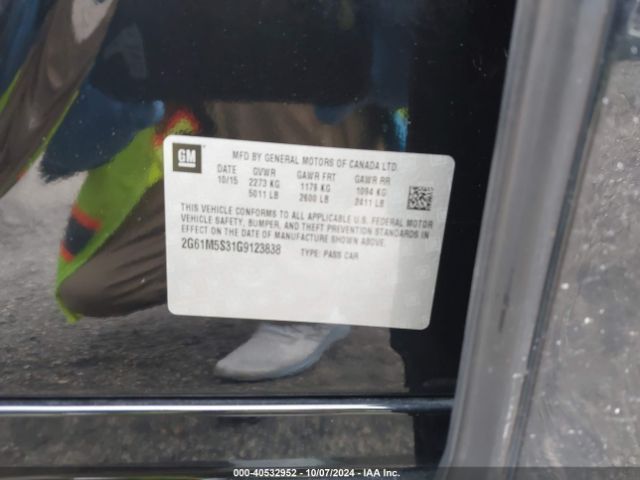 GM
MFD BY GENERAL MOTORS OF CANADA LTD.
DATE GVWR GAWR FRT GAWR RR
10/15 2273 KG 1179 KG 1094 KG
5011 LB 2600 LB 2411 LB
THIS VEHICLE CONFORMS TO ALL APPLICABLE U.S. FEDERAL MOTOR
VEHICLE SAFETY, BUMPER, AND THEFT PREVENTION STANDARDS IN
EFFECT ON THE DATE OF MANUFACTURE SHOWN ABOVE.
2G61M5S31G9123838 TYPE: PASS CAR
000-40532952 - 10/07/2024 - IAA Inc.